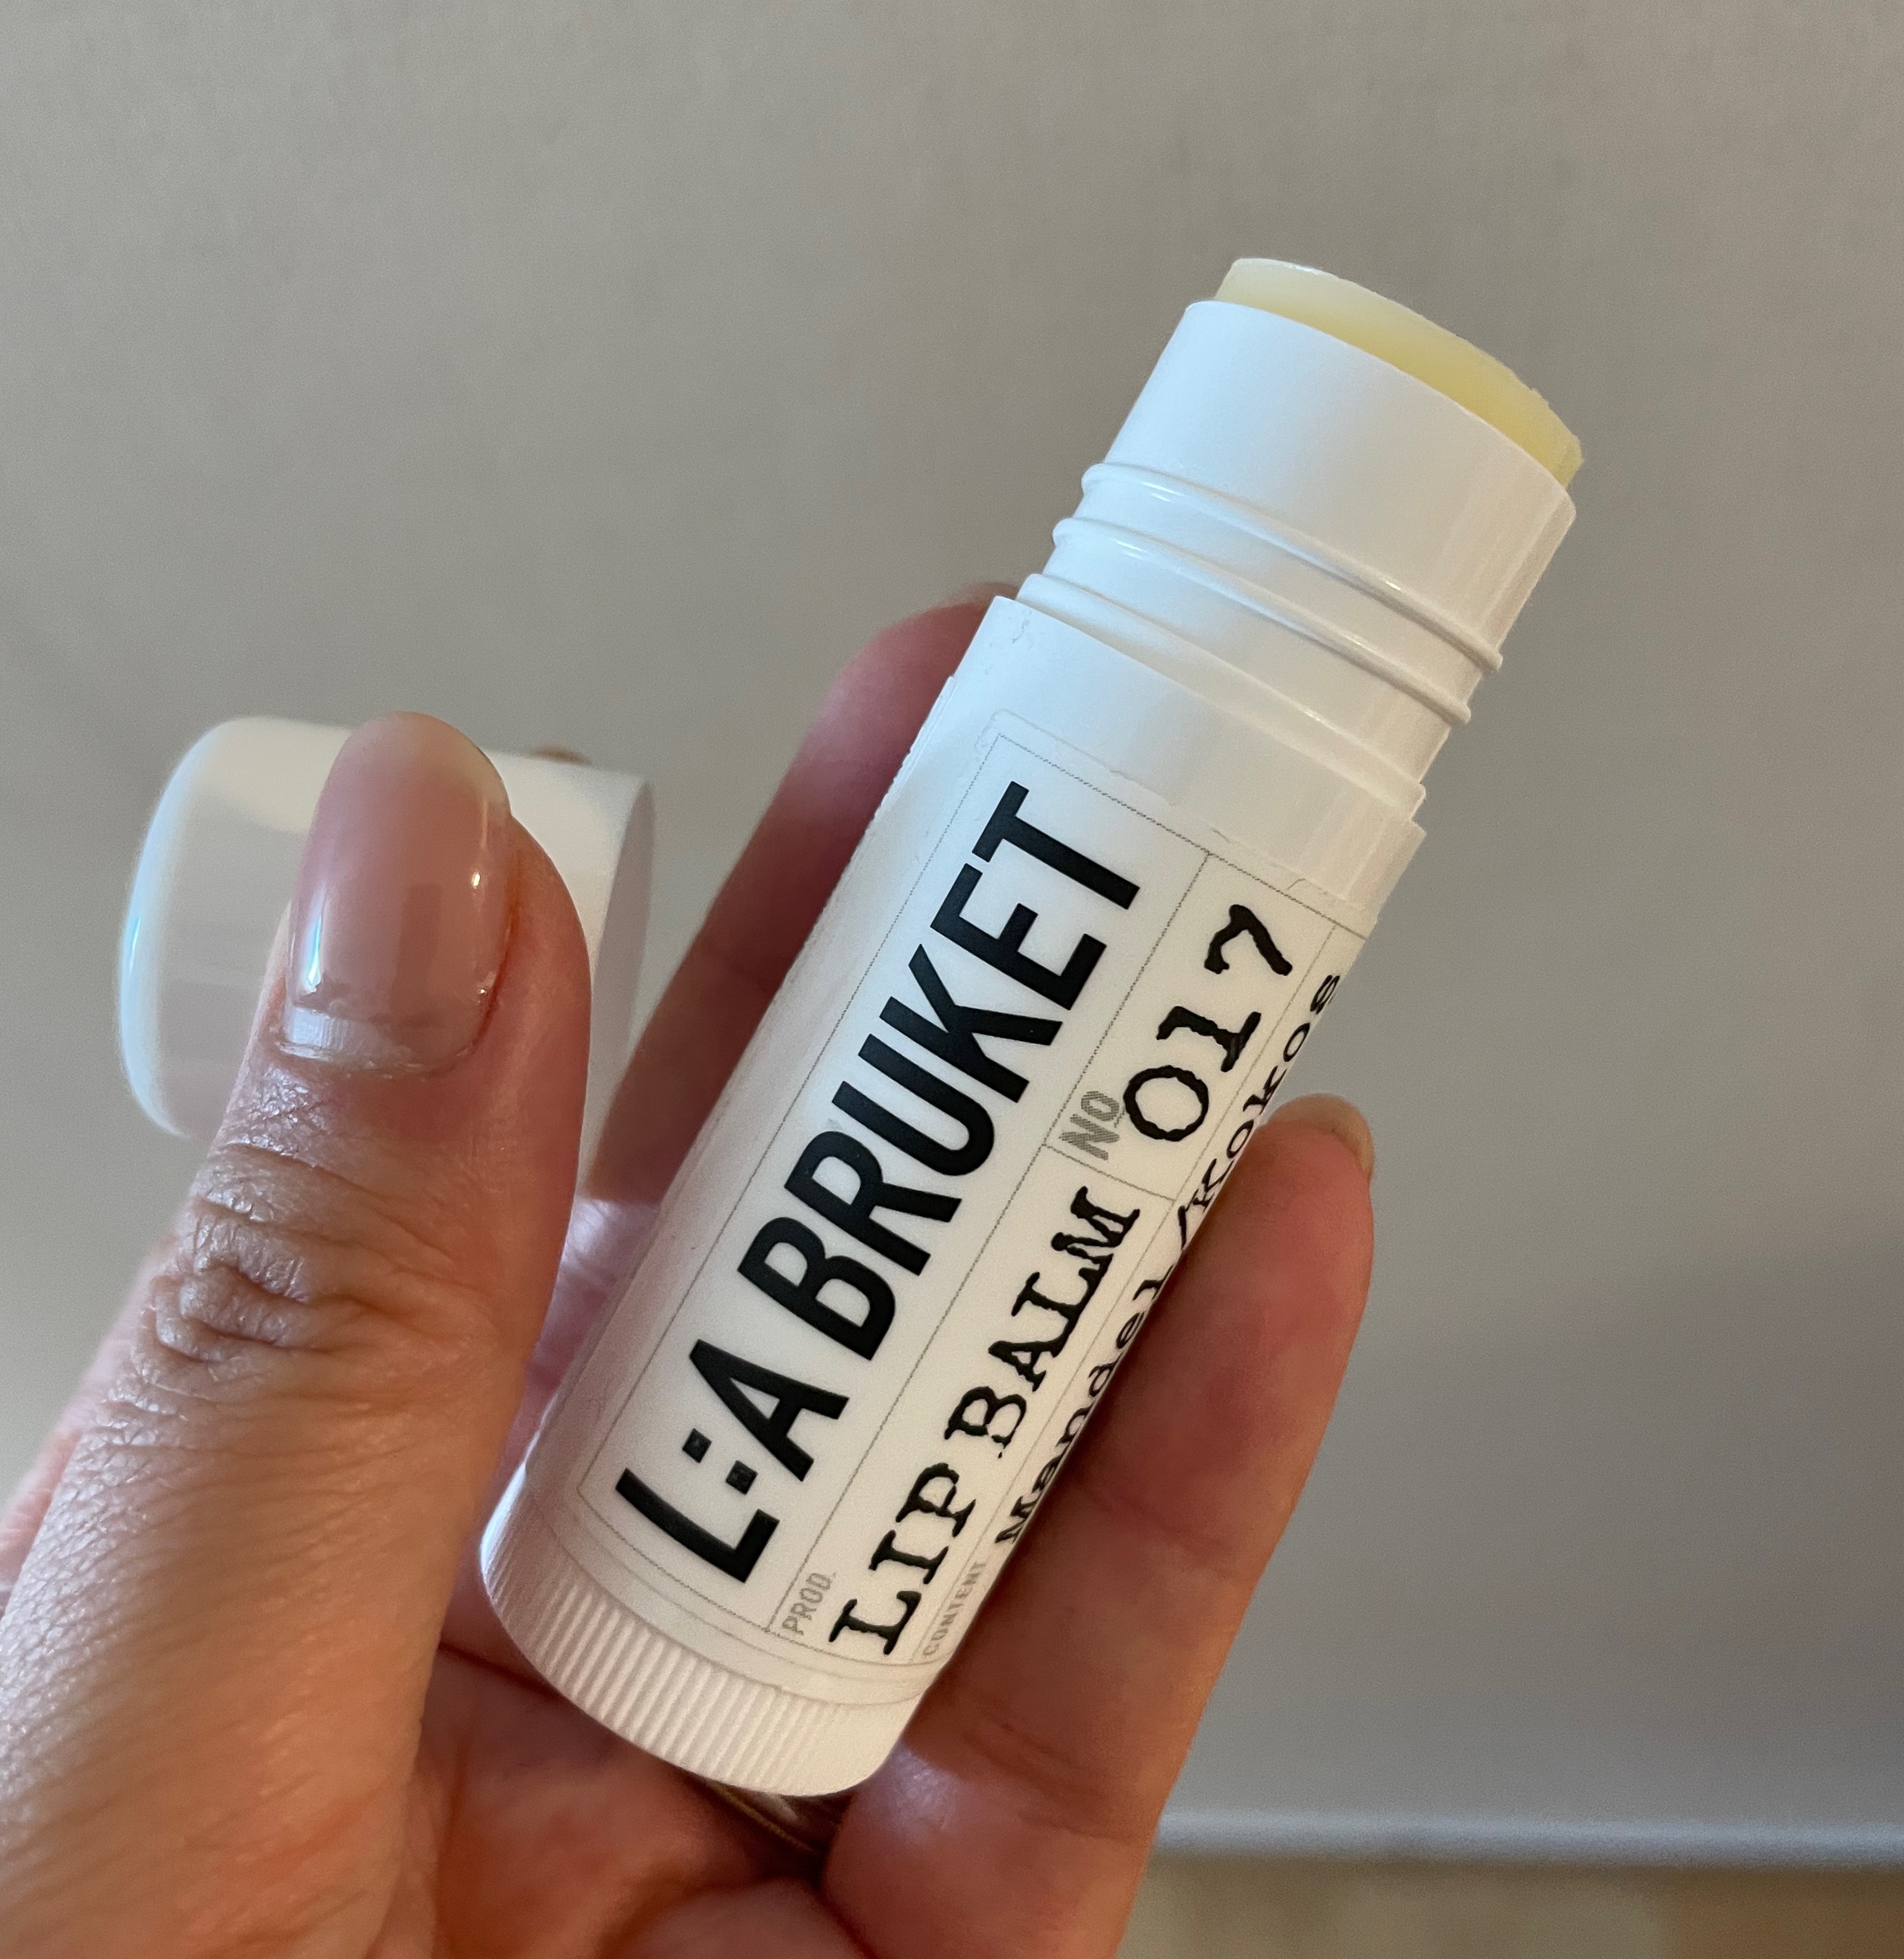 L:A BRUKET
PROD. LIP BALM NO 017
CONTENT Mandel/Kokos